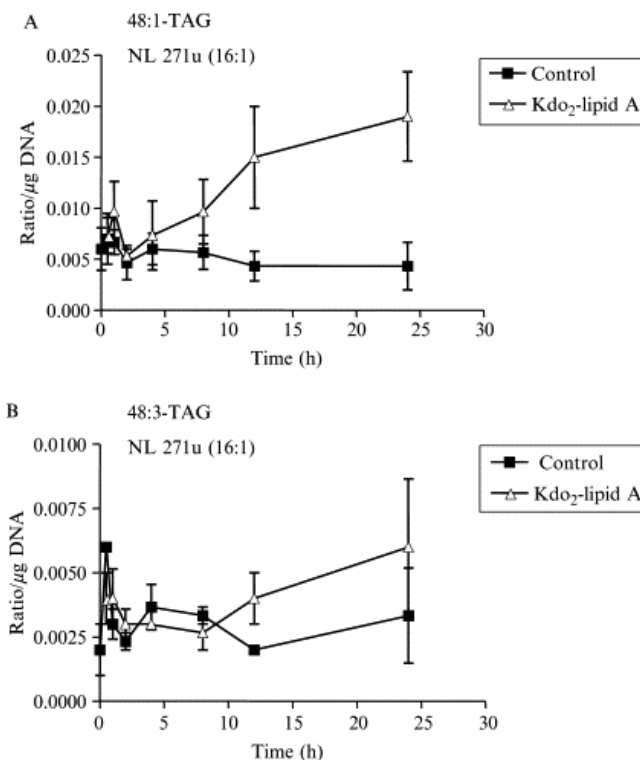 A
48:1-TAG
NL 271u (16:1)
0.025
0.020
0.015
0.010
0.005
0.000
Ratio/μg DNA
0 5 10 15 20 25 30
Time (h)
Control
Kdo₂-lipid A
B
48:3-TAG
NL 271u (16:1)
0.0100
0.0075
0.0050
0.0025
0.0000
Ratio/μg DNA
0 5 10 15 20 25 30
Time (h)
Control
Kdo₂-lipid A